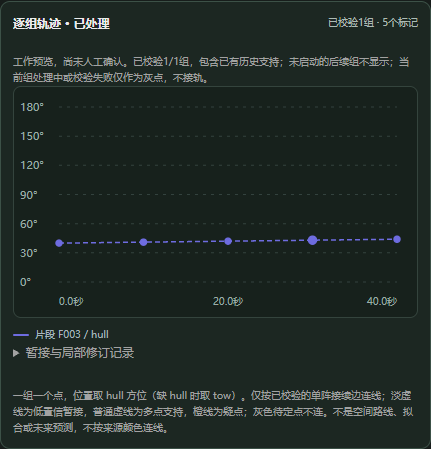 逐组轨迹 · 已处理
已校验1组 · 5个标记
工作预览，尚未人工确认。已校验1/1组，包含已有历史支持；未启动的后续组不显示；当
前组处理中或校验失败仅作为灰点，不接轨。
180°
150°
120°
90°
60°
30°
0°
0.0秒
20.0秒
40.0秒
片段 F003 / hull
▶ 暂接与局部修订记录
一组一个点，位置取 hull 方位（缺 hull 时取 tow）。仅按已校验的单阵接续边连线；淡虚
线为低置信暂接，普通虚线为多点支持，橙线为疑点；灰色待定点不连。不是空间路线、拟
合或未来预测，不按来源颜色连线。